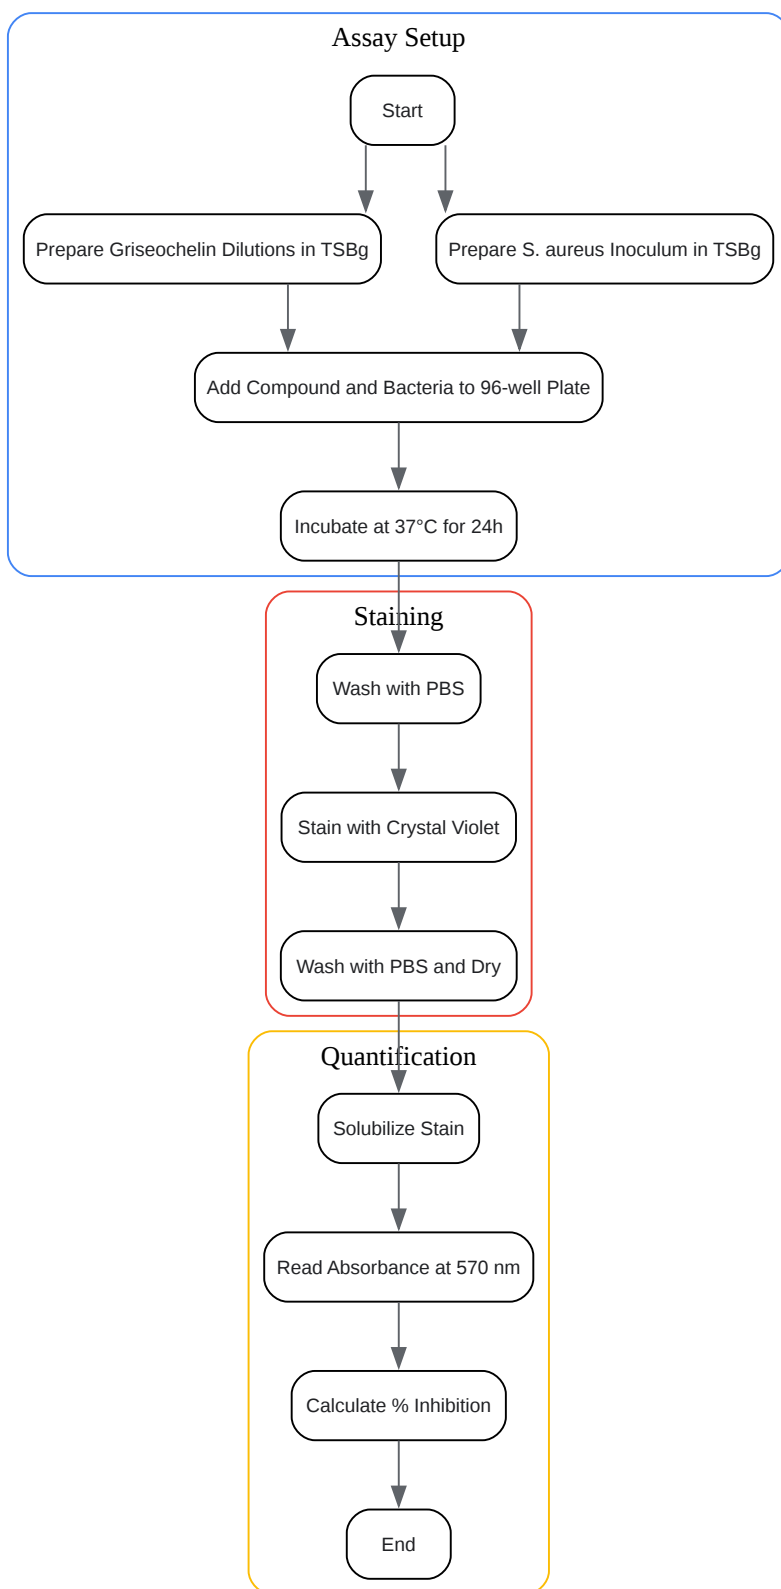 Assay Setup
Start
Prepare Griseochelin Dilutions in TSBg
Prepare S. aureus Inoculum in TSBg
Add Compound and Bacteria to 96-well Plate
Incubate at 37°C for 24h
Staining
Wash with PBS
Stain with Crystal Violet
Wash with PBS and Dry
Quantification
Solubilize Stain
Read Absorbance at 570 nm
Calculate % Inhibition
End